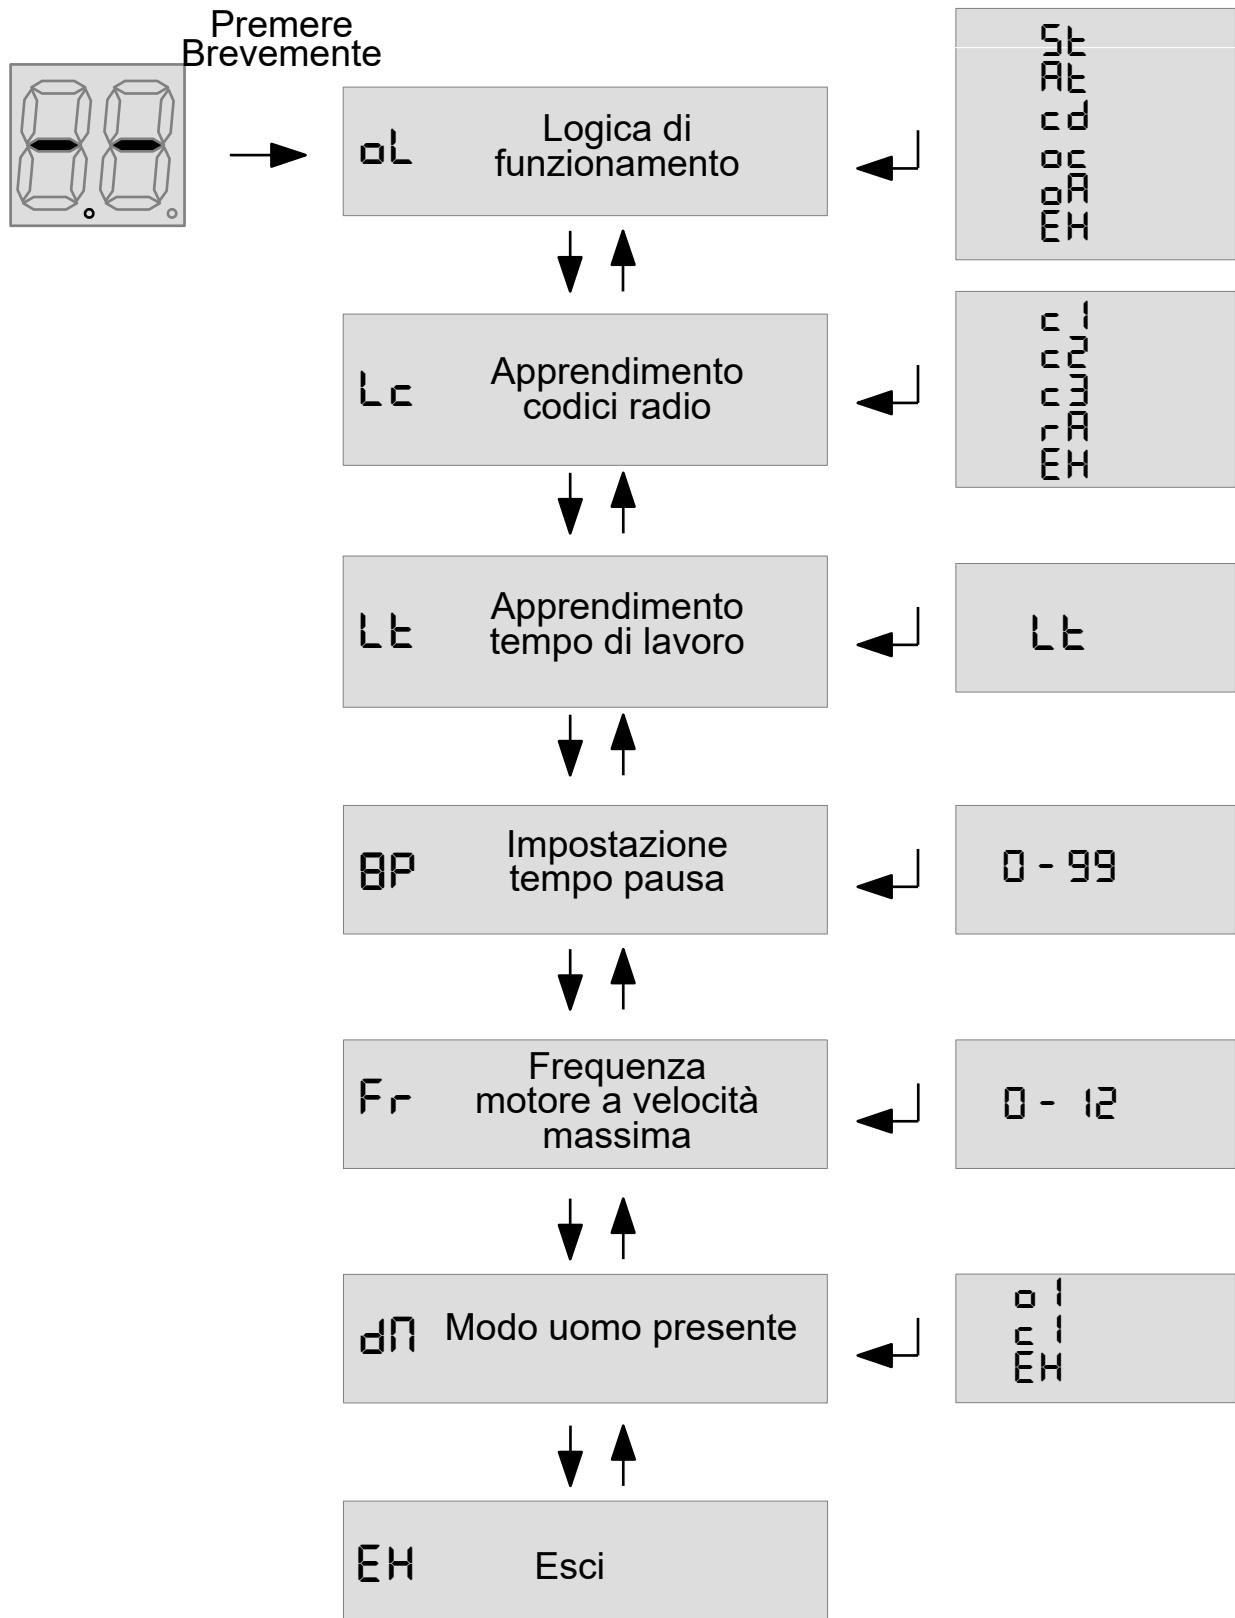 Premere
Brevemente
oL
Logica di
funzionamento
St
At
cd
oc
oA
EH
Lc
Apprendimento
codici radio
c1
c2
c3
rA
EH
Lt
Apprendimento
tempo di lavoro
Lt
8P
Impostazione
tempo pausa
0 - 99
Fr
Frequenza
motore a velocità
massima
0 - 12
dM
Modo uomo presente
o1
c1
EH
EH
Esci